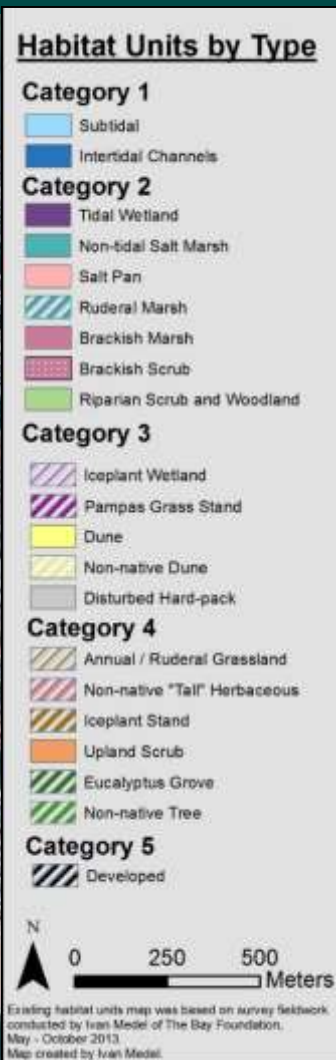 Habitat Units by Type
Category 1
Subtidal
Intertidal Channels
Category 2
Tidal Wetland
Non-tidal Salt Marsh
Salt Pan
Ruderal Marsh
Brackish Marsh
Brackish Scrub
Riparian Scrub and Woodland
Category 3
Iceplant Wetland
Pampas Grass Stand
Dune
Non-native Dune
Disturbed Hard-pack
Category 4
Annual / Ruderal Grassland
Non-native "Tall" Herbaceous
Iceplant Stand
Upland Scrub
Eucalyptus Grove
Non-native Tree
Category 5
Developed
N
0 250 500
Meters
Existing habitat units map was based on survey fieldwork
conducted by Ivan Medel of The Bay Foundation,
May - October 2013.
Map created by Ivan Medel.